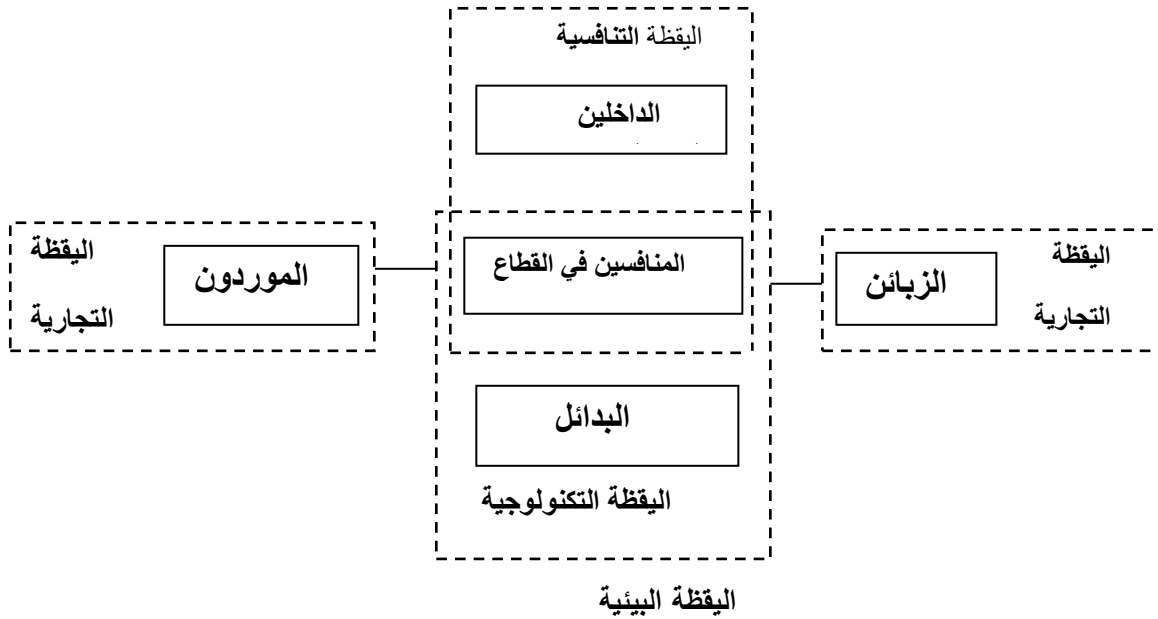 اليقظة التنافسية
الداخلين
اليقظة
التجارية
الزبائن
المنافسين في القطاع
الموردون
اليقظة
التجارية
البدائل
اليقظة التكنولوجية
اليقظة البيئية